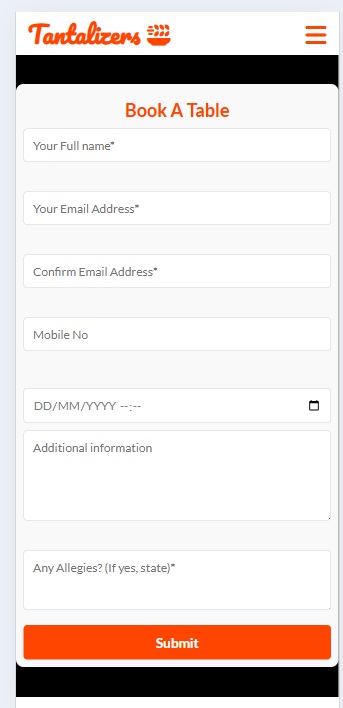 Tantalizers
Book A Table
Your Full name*
Your Email Address*
Confirm Email Address*
Mobile No
DD/MM/YYYY --:--
Additional information
Any Allegies? (If yes, state)*
Submit